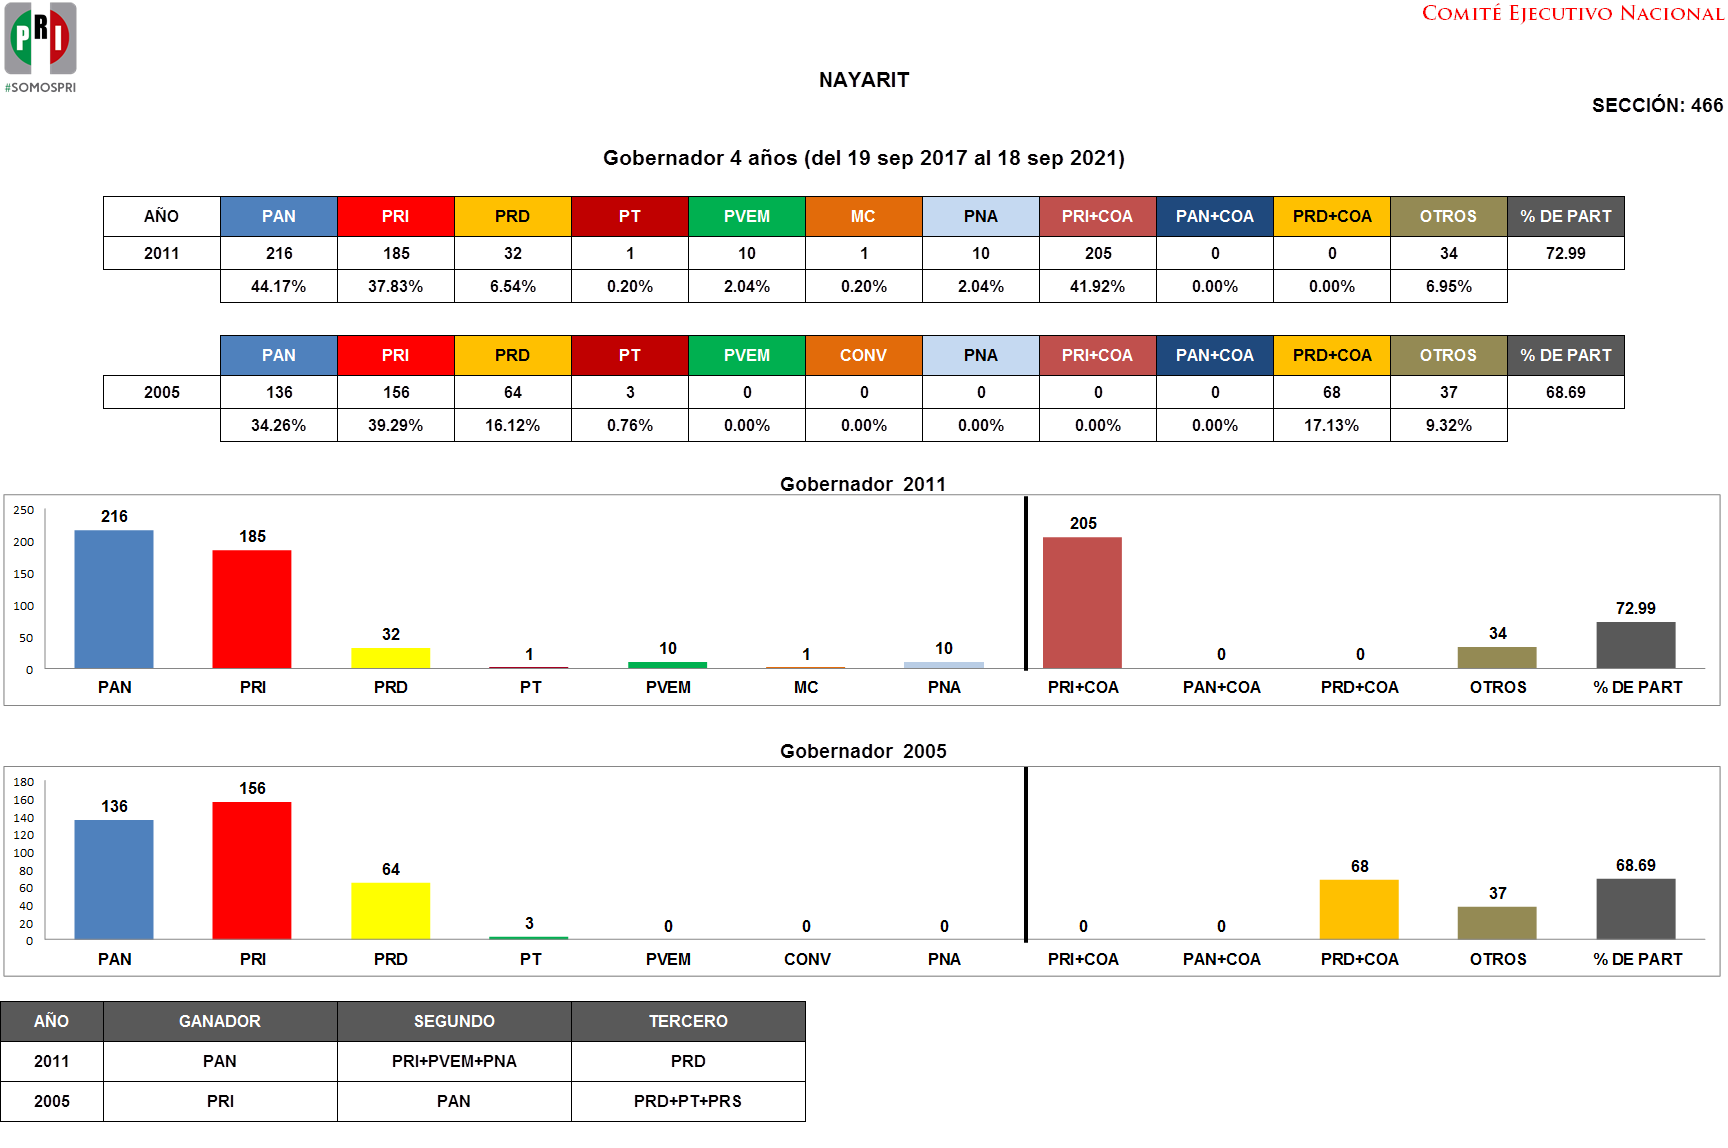 PRI
#SOMOSPRI
COMITÉ EJECUTIVO NACIONAL
NAYARIT
SECCIÓN: 466
Gobernador 4 años (del 19 sep 2017 al 18 sep 2021)
AÑO PAN PRI PRD PT PVEM MC PNA PRI+COA PAN+COA PRD+COA OTROS % DE PART
2011 216 185 32 1 10 1 10 205 0 0 34 72.99
44.17% 37.83% 6.54% 0.20% 2.04% 0.20% 2.04% 41.92% 0.00% 0.00% 6.95%
PAN PRI PRD PT PVEM CONV PNA PRI+COA PAN+COA PRD+COA OTROS % DE PART
2005 136 156 64 3 0 0 0 0 0 68 37 68.69
34.26% 39.29% 16.12% 0.76% 0.00% 0.00% 0.00% 0.00% 0.00% 17.13% 9.32%
Gobernador 2011
250
200
150
100
50
0
216 185 32 1 10 1 10 205 0 0 34 72.99
PAN PRI PRD PT PVEM MC PNA PRI+COA PAN+COA PRD+COA OTROS % DE PART
Gobernador 2005
180
160
140
120
100
80
60
40
20
0
136 156 64 3 0 0 0 0 0 68 37 68.69
PAN PRI PRD PT PVEM CONV PNA PRI+COA PAN+COA PRD+COA OTROS % DE PART
AÑO GANADOR SEGUNDO TERCERO
2011 PAN PRI+PVEM+PNA PRD
2005 PRI PAN PRD+PT+PRS